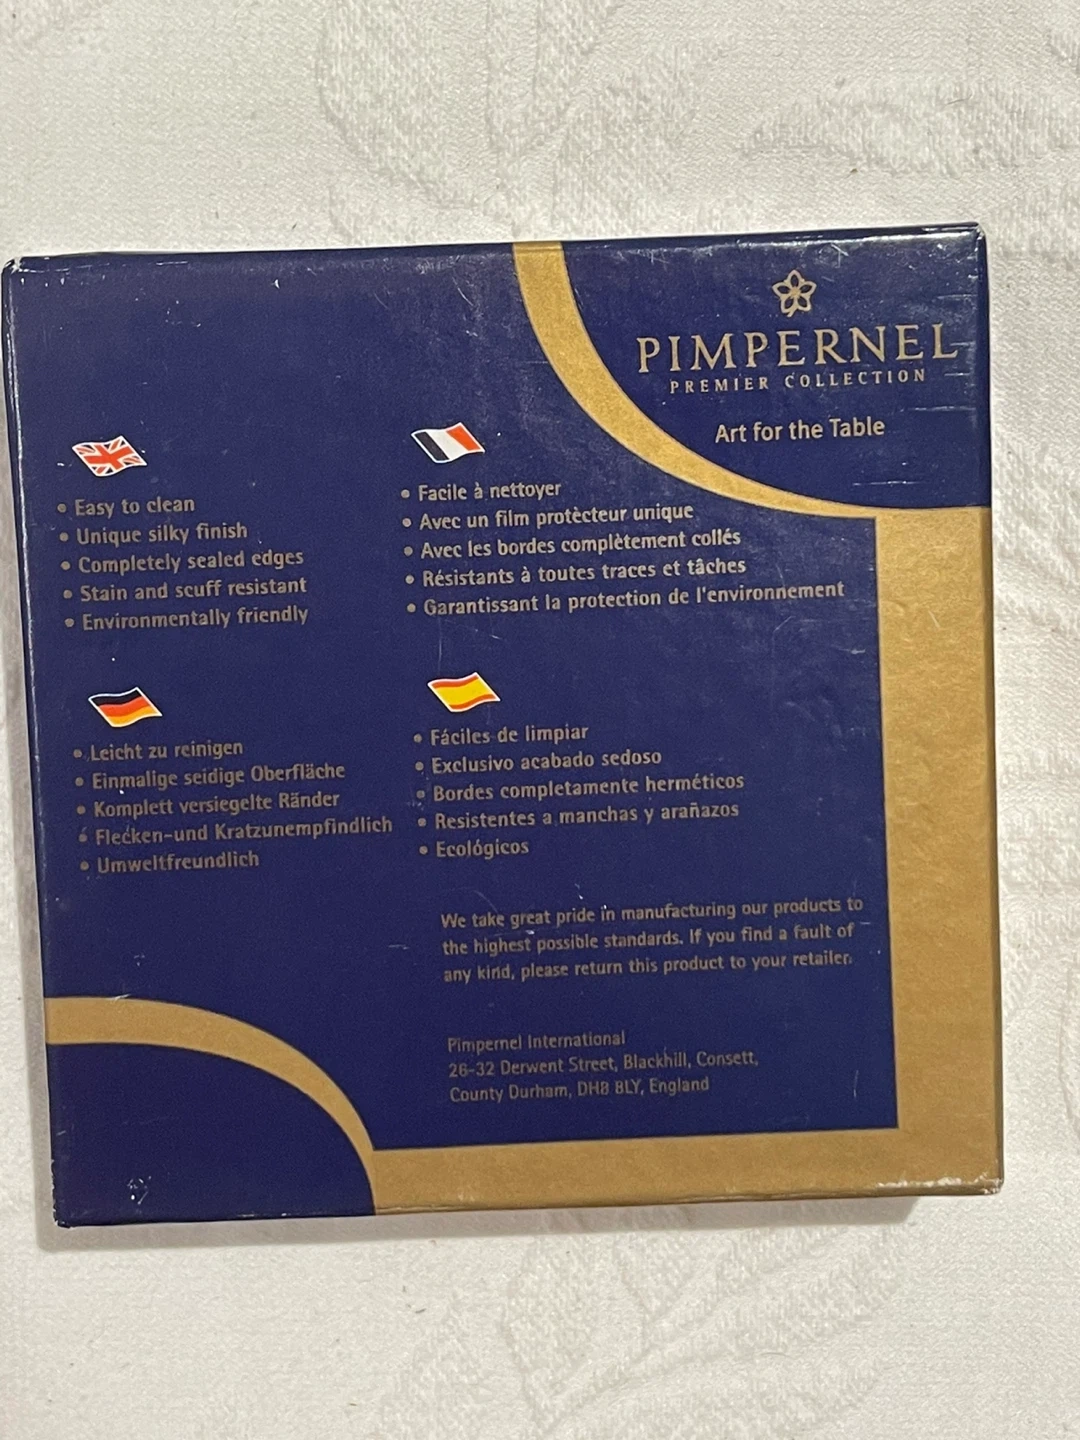 PIMPERNEL
PREMIER COLLECTION
Art for the Table
• Easy to clean
• Unique silky finish
• Completely sealed edges
• Stain and scuff resistant
• Environmentally friendly
• Facile à nettoyer
• Avec un film protècteur unique
• Avec les bordes complètement collés
• Résistants à toutes traces et tâches
• Garantissant la protection de l'environnement
• Leicht zu reinigen
• Einmalige seidige Oberfläche
• Komplett versiegelte Ränder
• Flecken-und Kratzunempfindlich
• Umweltfreundlich
• Fáciles de limpiar
• Exclusivo acabado sedoso
• Bordes completamente herméticos
• Resistentes a manchas y arañazos
• Ecológicos
We take great pride in manufacturing our products to
the highest possible standards. If you find a fault of
any kind, please return this product to your retailer.
Pimpernel International
26-32 Derwent Street, Blackhill, Consett,
County Durham, DH8 8LY, England